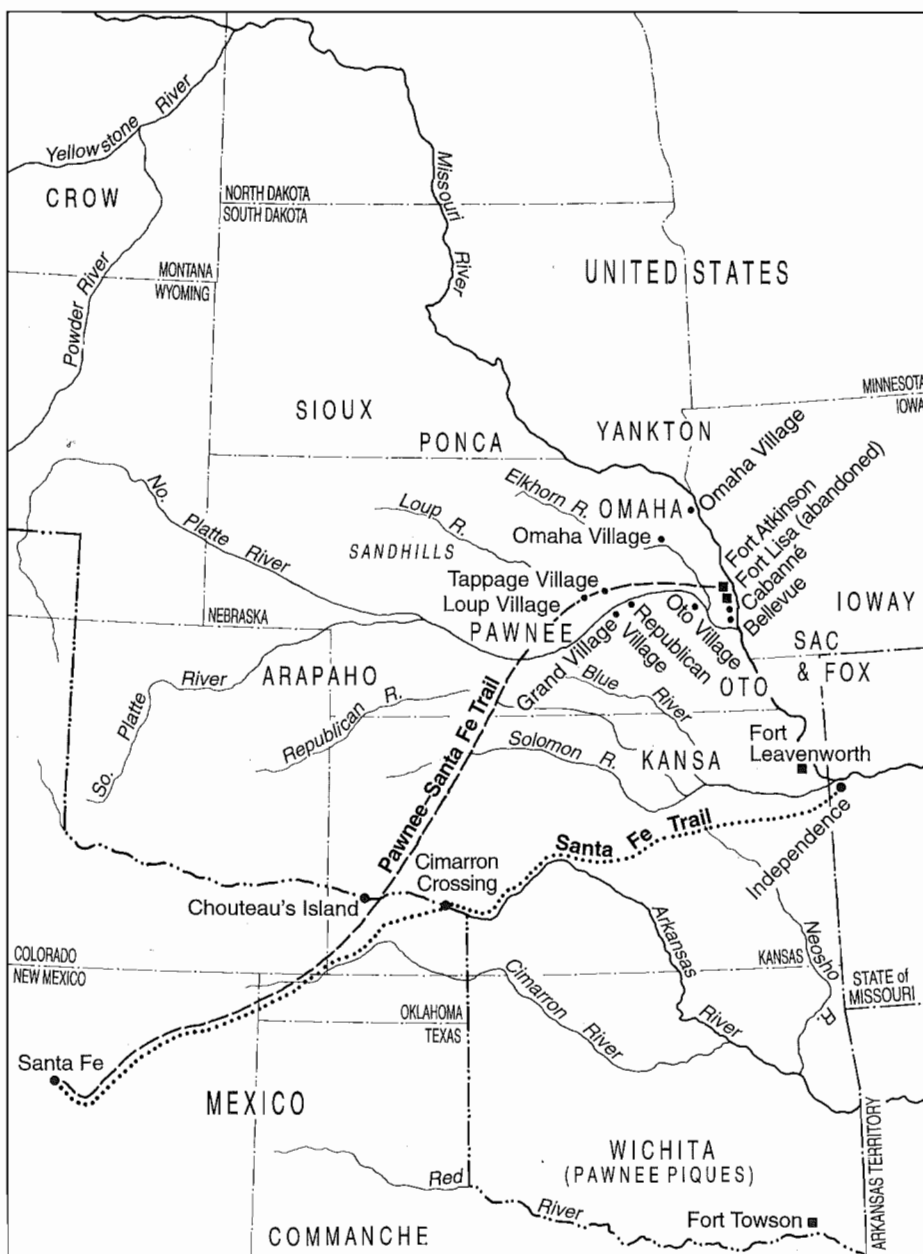 Yellowstone River
CROW
Missouri River
NORTH DAKOTA
SOUTH DAKOTA
MONTANA
WYOMING
Powder River
UNITED STATES
MINNESOTA
IOWA
SIOUX
PONCA
YANKTON
Omaha Village
Elkhorn R.
OMAHA
Fort Atkinson
Fort Lisa (abandoned)
Cabanné
Bellevue
No. Platte River
Loup R.
Omaha Village
SANDHILLS
Tappage Village
Loup Village
IOWAY
NEBRASKA
PAWNEE
Grand Village
Republican Village
Oto Village
SAC
& FOX
OTO
ARAPAHO
So. Platte River
Blue River
Republican R.
Pawnee-Santa Fe Trail
Solomon R.
KANSA
Fort
Leavenworth
Santa Fe Trail
Independence
Cimarron
Crossing
Chouteau's Island
Arkansas River
Neosho R.
COLORADO
NEW MEXICO
KANSAS
STATE of
MISSOURI
Cimarron River
OKLAHOMA
TEXAS
Santa Fe
MEXICO
WICHITA
(PAWNEE PIQUES)
ARKANSAS TERRITORY
Red River
Fort Towson
COMMANCHE